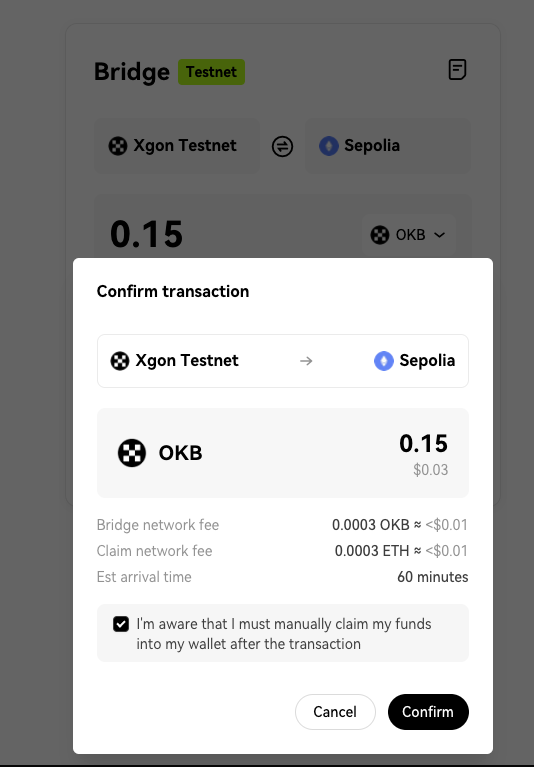 Bridge Testnet
Xgon Testnet Sepolia
0.15 OKB
Confirm transaction
Xgon Testnet → Sepolia
OKB 0.15
$0.03
Bridge network fee 0.0003 OKB ≈ <$0.01
Claim network fee 0.0003 ETH ≈ <$0.01
Est arrival time 60 minutes
I'm aware that I must manually claim my funds
into my wallet after the transaction
Cancel Confirm